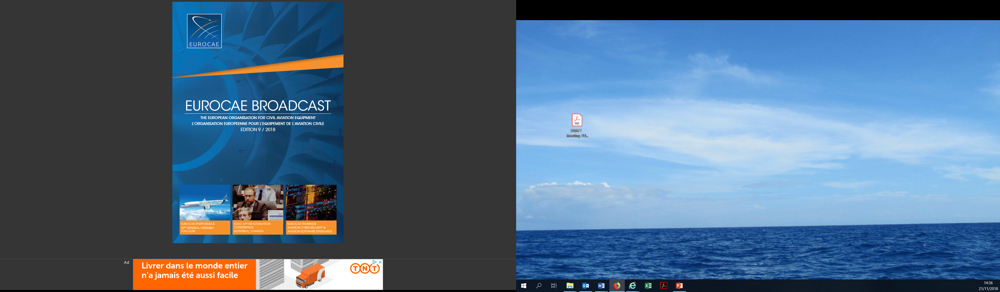 EUROCAE
EUROCAE BROADCAST
THE EUROPEAN ORGANISATION FOR CIVIL AVIATION EQUIPMENT
L'ORGANISATION EUROPEENNE POUR L'EQUIPEMENT DE L'AVIATION CIVILE
EDITION 9 / 2018
EUROCAE SYMPOSIUM &
56TH GENERAL ASSEMBLY
TOULOUSE
ICAO 13TH AIR NAVIGATION
CONFERENCE,
MONTREAL, CANADA
EUROCAE TRAININGS:
AVIATION CYBER SECURITY &
AVIATION SOFTWARE STANDARDS
Ad
Livrer dans le monde entier
n'a jamais été aussi facile
TNT
PDF
DRAFT
Meeting EU...
14:36
21/11/2018